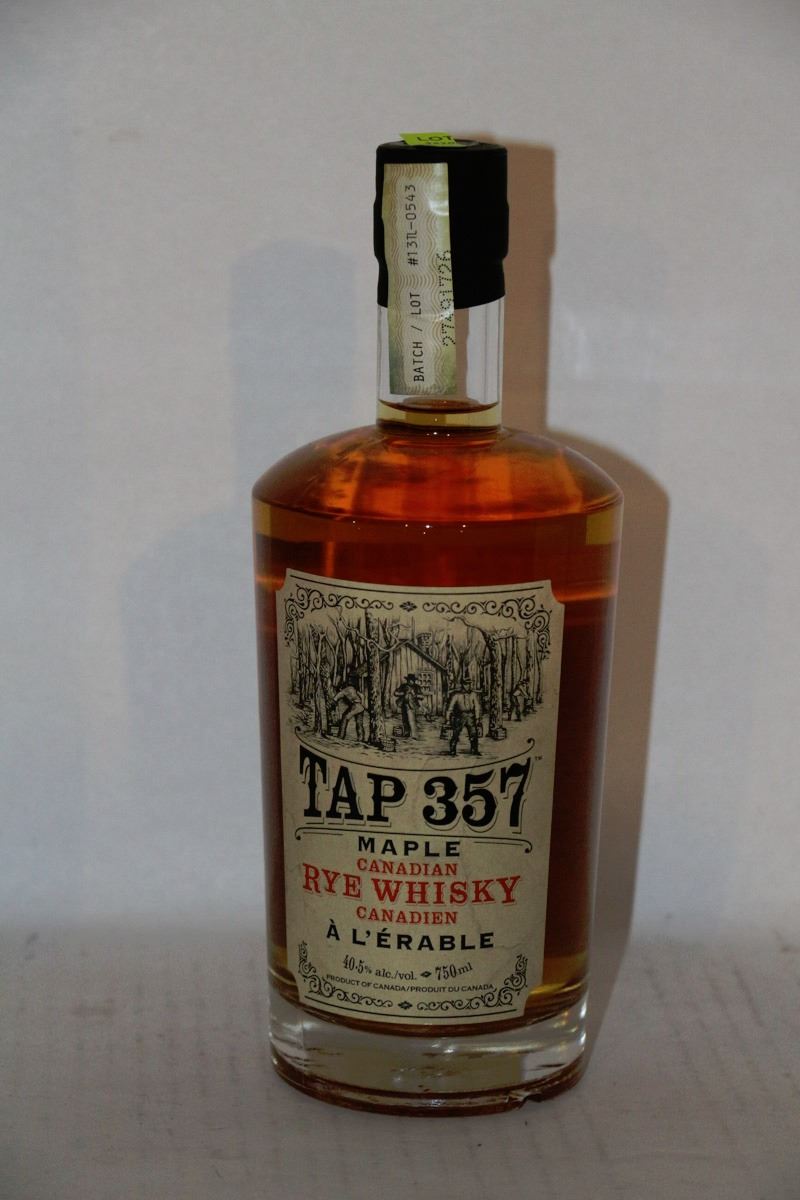 LOT
BATCH / LOT #13TL-0543
TAP 357™
MAPLE
CANADIAN
RYE WHISKY
CANADIEN
À L'ÉRABLE
40.5% alc./vol. 750ml
PRODUCT OF CANADA/PRODUIT DU CANADA